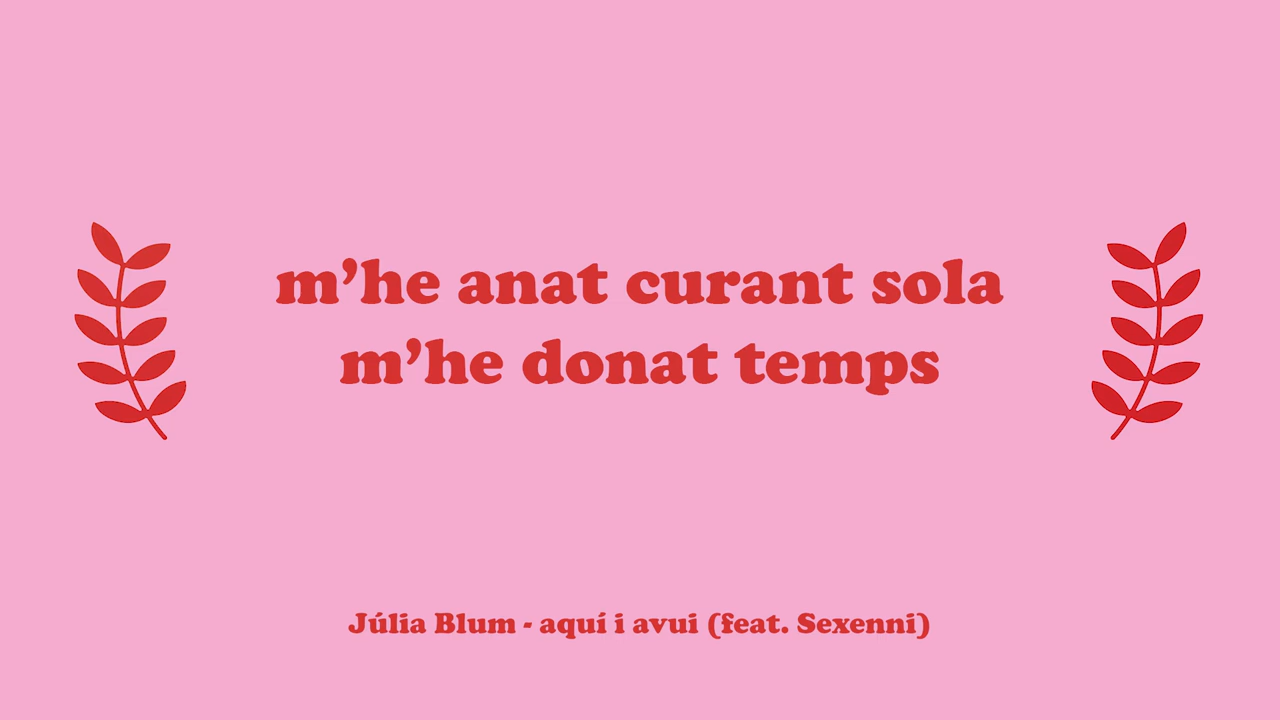 m’he anat curant sola
m’he donat temps
Júlia Blum - aquí i avui (feat. Sexenni)